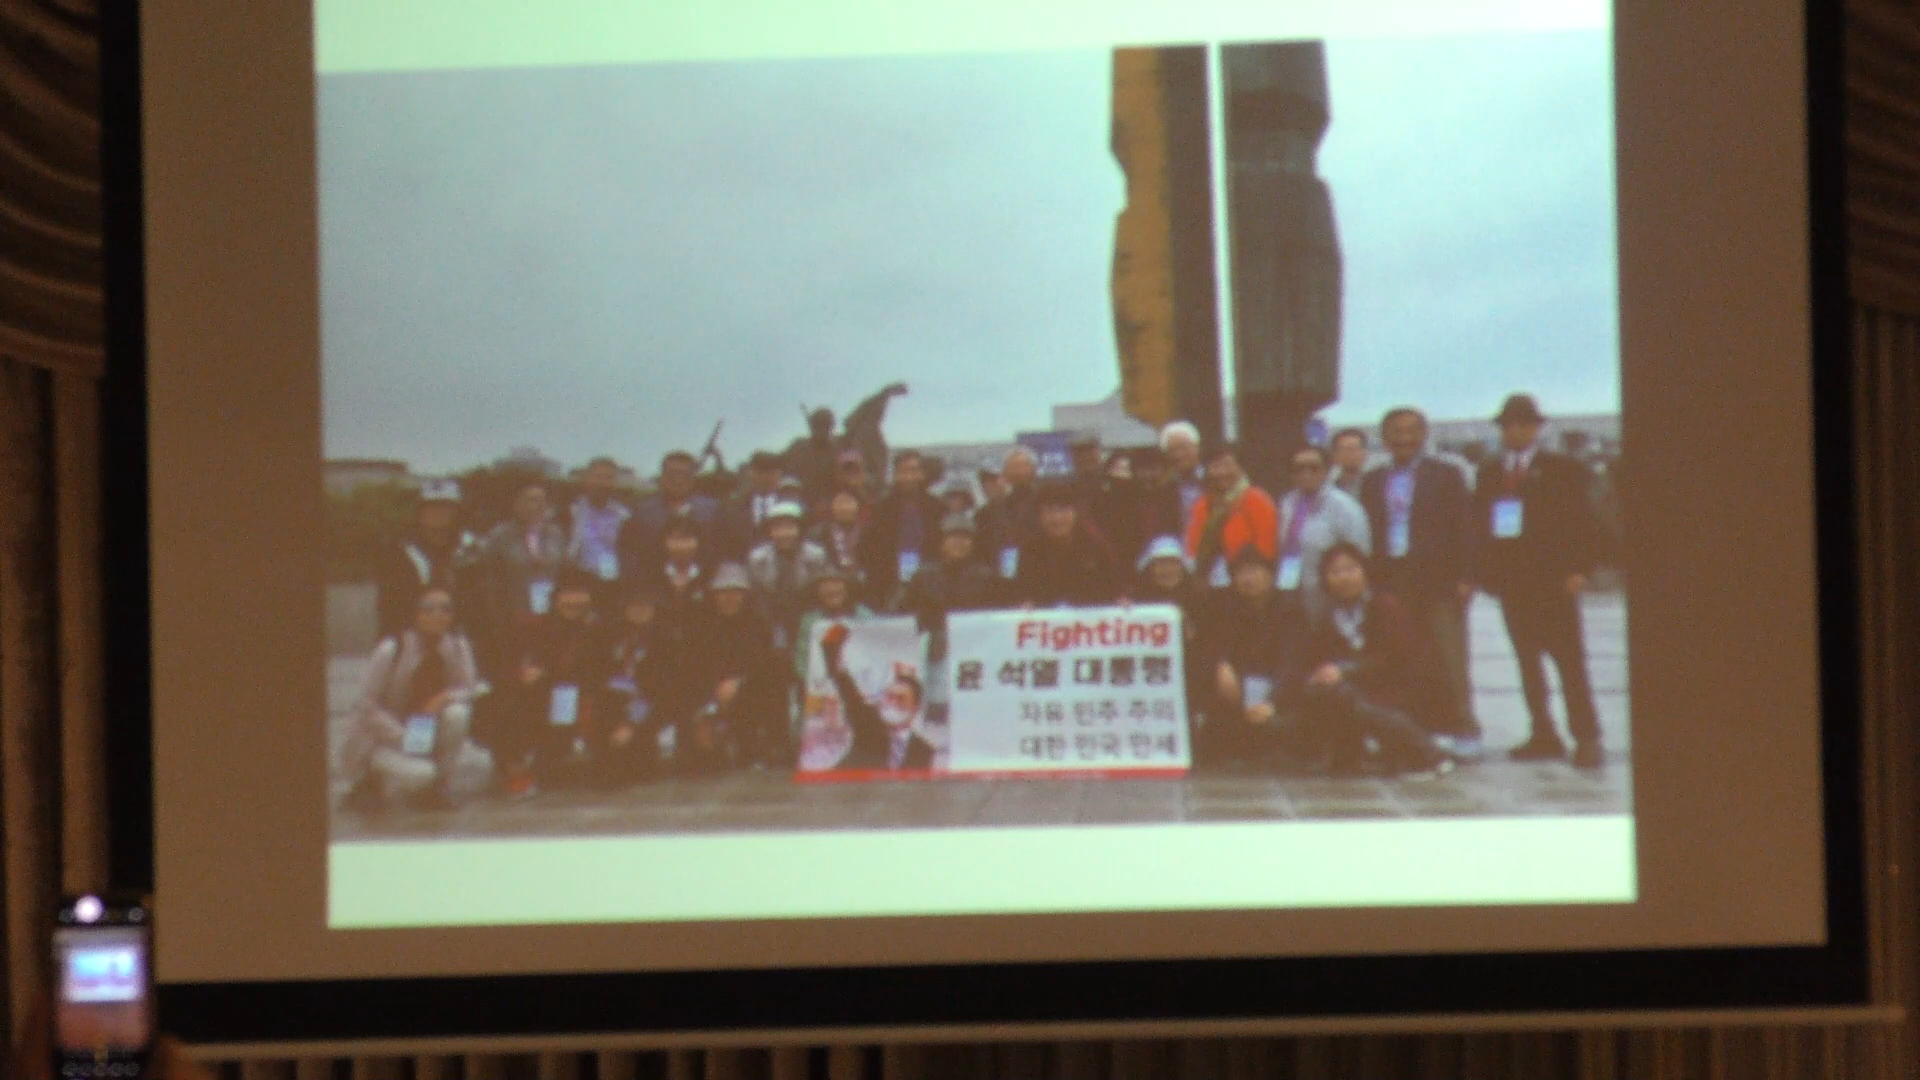 Fighting
윤 석열 대통령
자유 민주 주의
대한 민국 만세